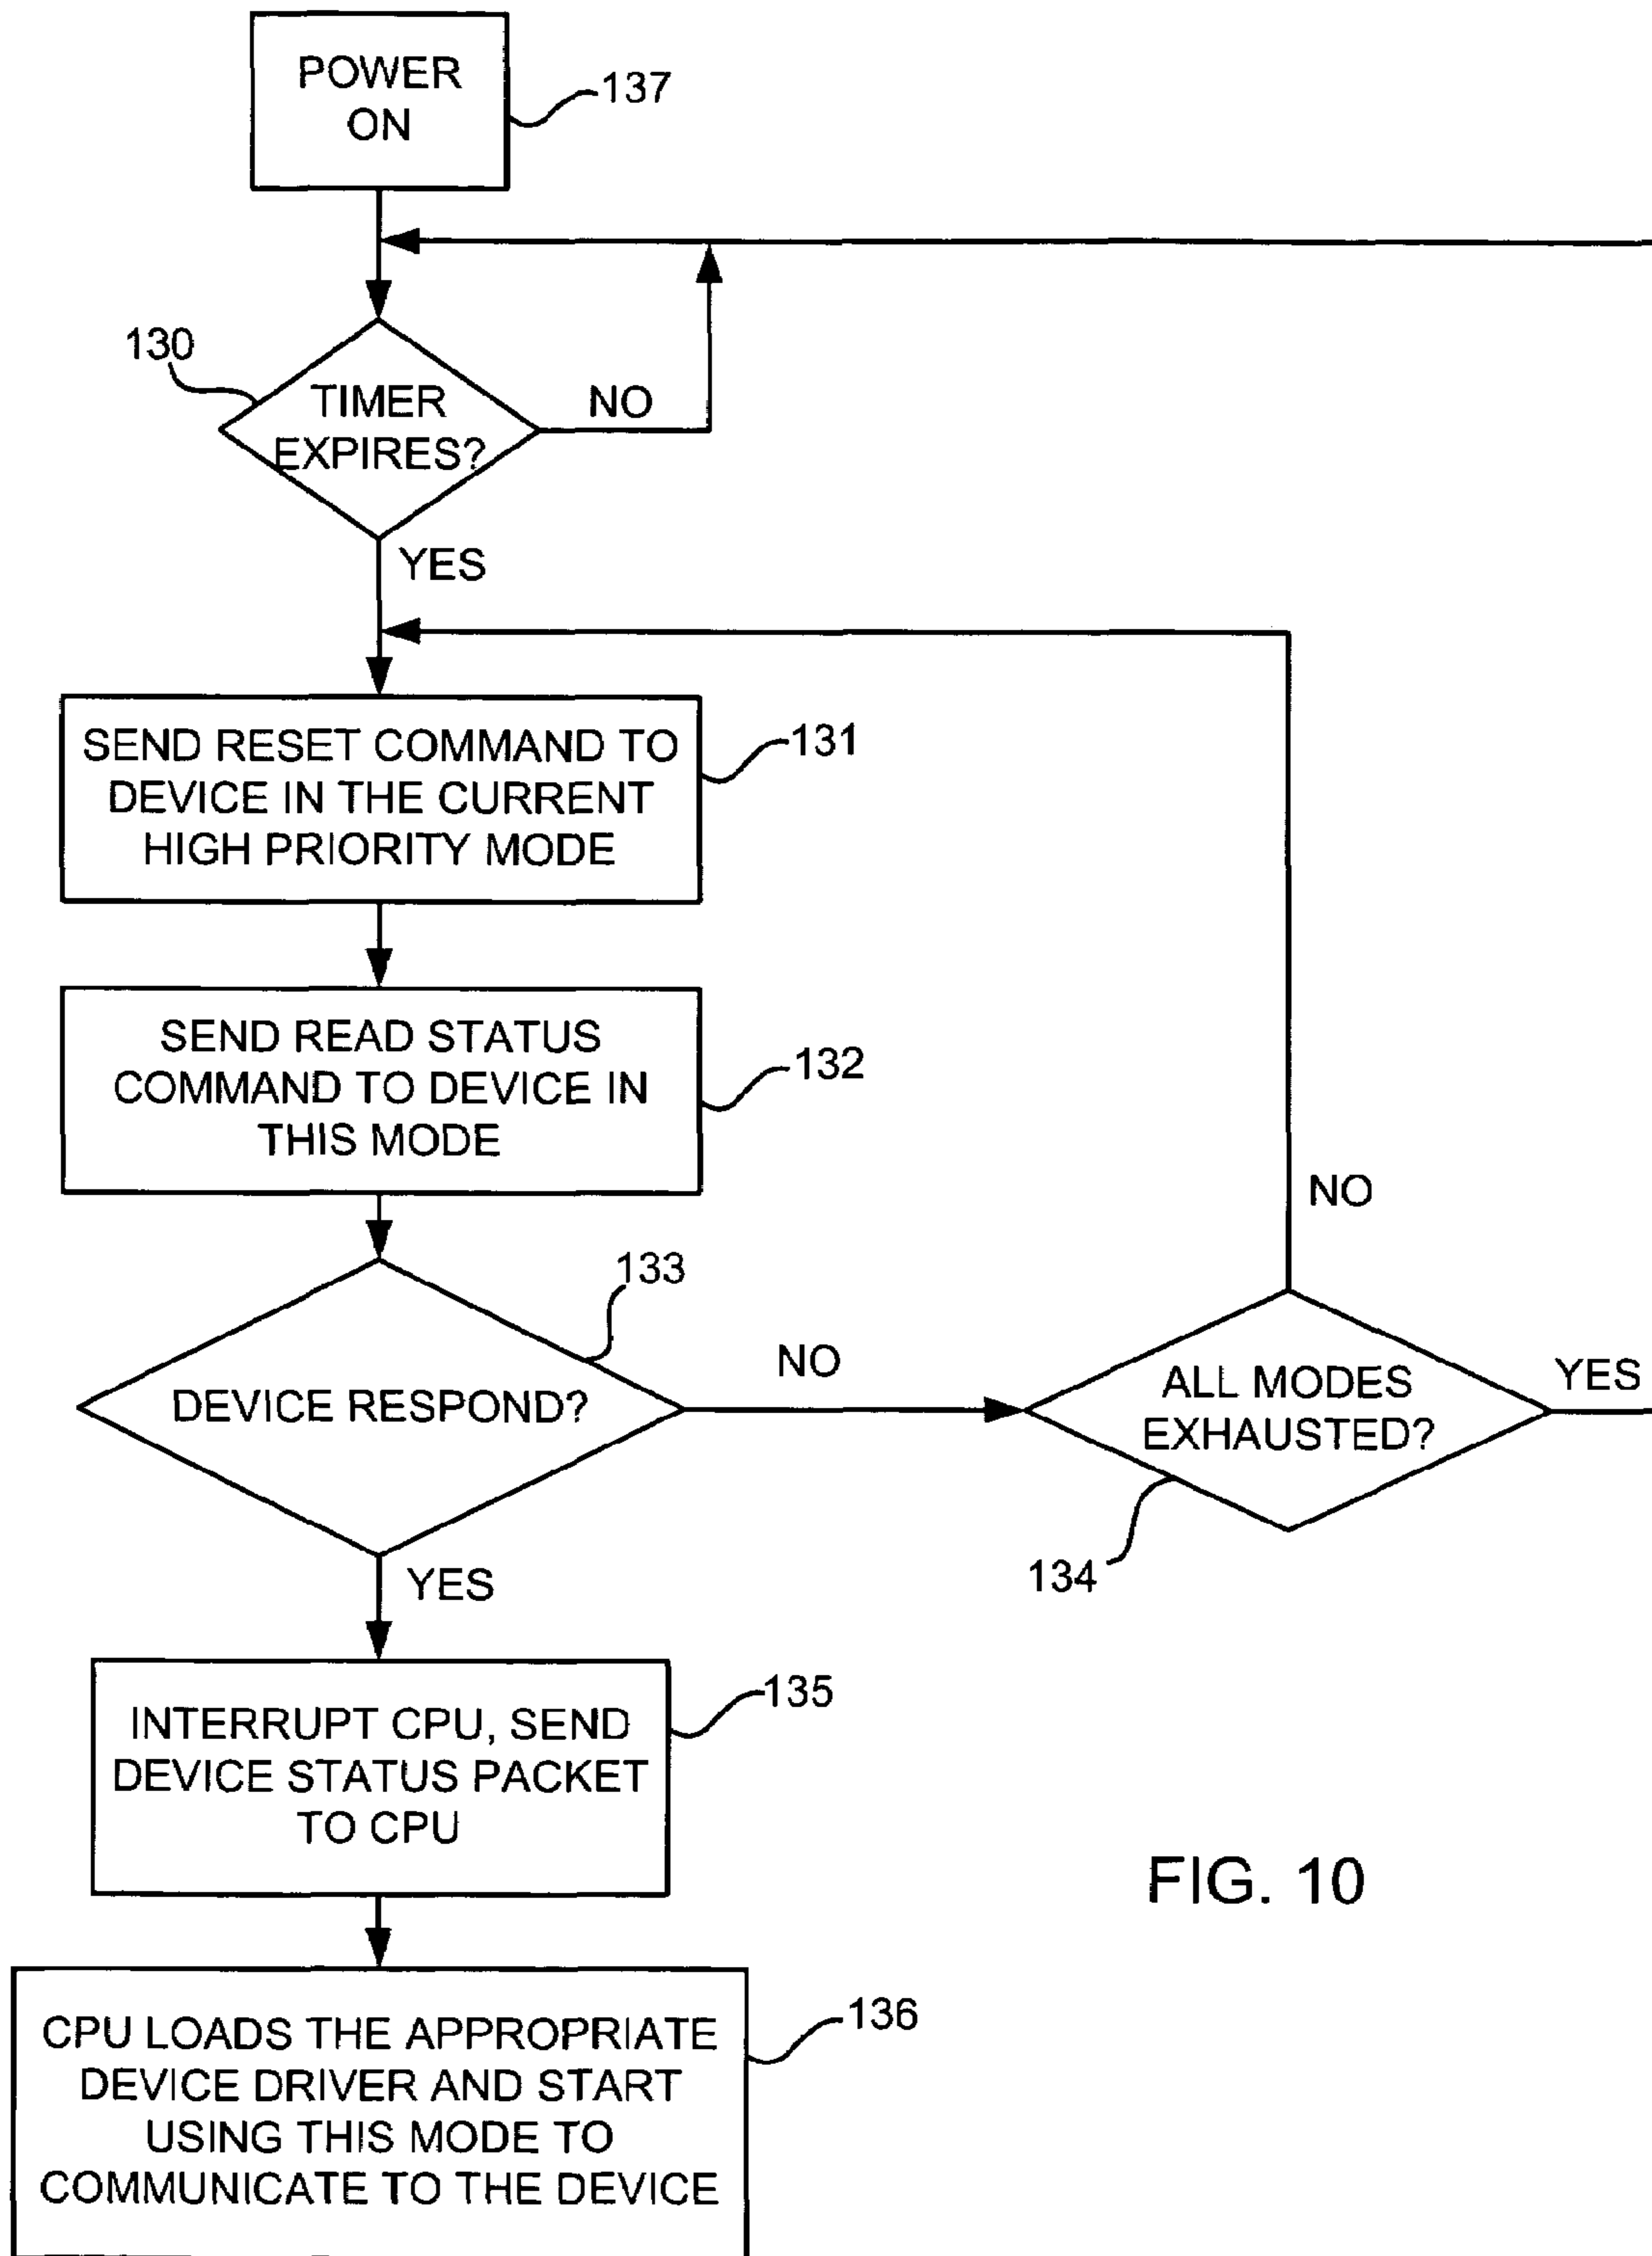 POWER
ON
137
130
TIMER
EXPIRES?
NO
YES
SEND RESET COMMAND TO
DEVICE IN THE CURRENT
HIGH PRIORITY MODE
131
SEND READ STATUS
COMMAND TO DEVICE IN
THIS MODE
132
133
DEVICE RESPOND?
NO
ALL MODES
EXHAUSTED?
NO
YES
134
YES
INTERRUPT CPU, SEND
DEVICE STATUS PACKET
TO CPU
135
CPU LOADS THE APPROPRIATE
DEVICE DRIVER AND START
USING THIS MODE TO
COMMUNICATE TO THE DEVICE
136
FIG. 10